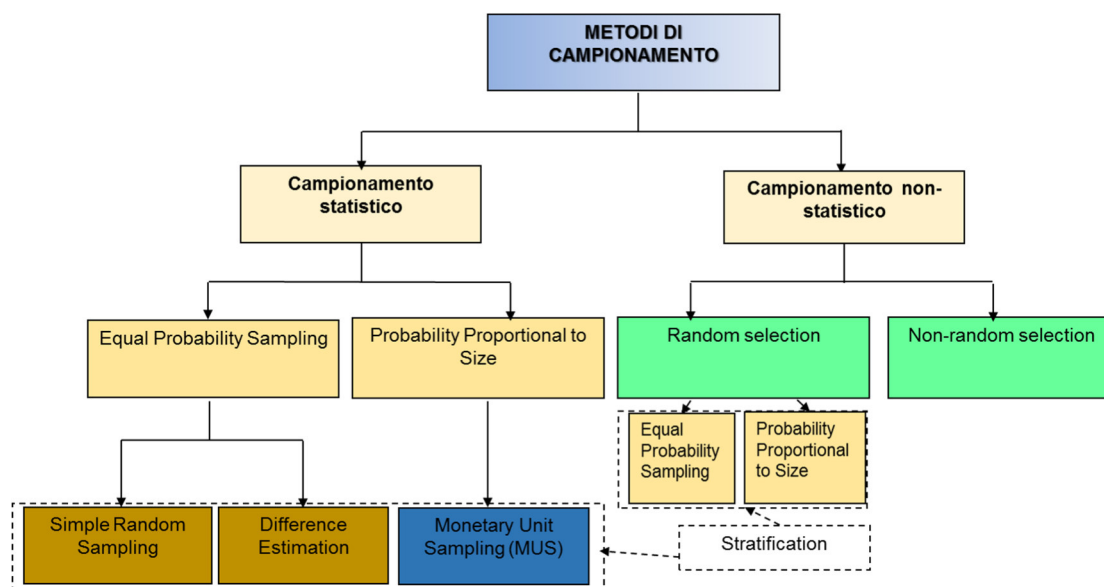 METODI DI
CAMPIONAMENTO
Campionamento
statistico
Campionamento non-
statistico
Equal Probability Sampling
Probability Proportional to
Size
Random selection
Non-random selection
Equal
Probability
Sampling
Probability
Proportional
to Size
Simple Random
Sampling
Difference
Estimation
Monetary Unit
Sampling (MUS)
Stratification